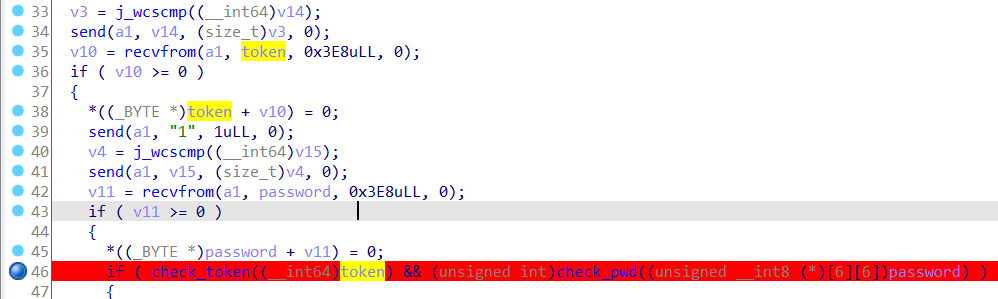 33 v3 = j_wcscmp((__int64)v14);
34 send(a1, v14, (size_t)v3, 0);
35 v10 = recvfrom(a1, token, 0x3E8uLL, 0);
36 if ( v10 >= 0 )
37 {
38 *((_BYTE *)token + v10) = 0;
39 send(a1, "1", 1uLL, 0);
40 v4 = j_wcscmp((__int64)v15);
41 send(a1, v15, (size_t)v4, 0);
42 v11 = recvfrom(a1, password, 0x3E8uLL, 0);
43 if ( v11 >= 0 )
44 {
45 *((_BYTE *)password + v11) = 0;
46 if ( check_token((__int64)token) && (unsigned int)check_pwd((unsigned __int8 (*)[6][6])password) )
47 {